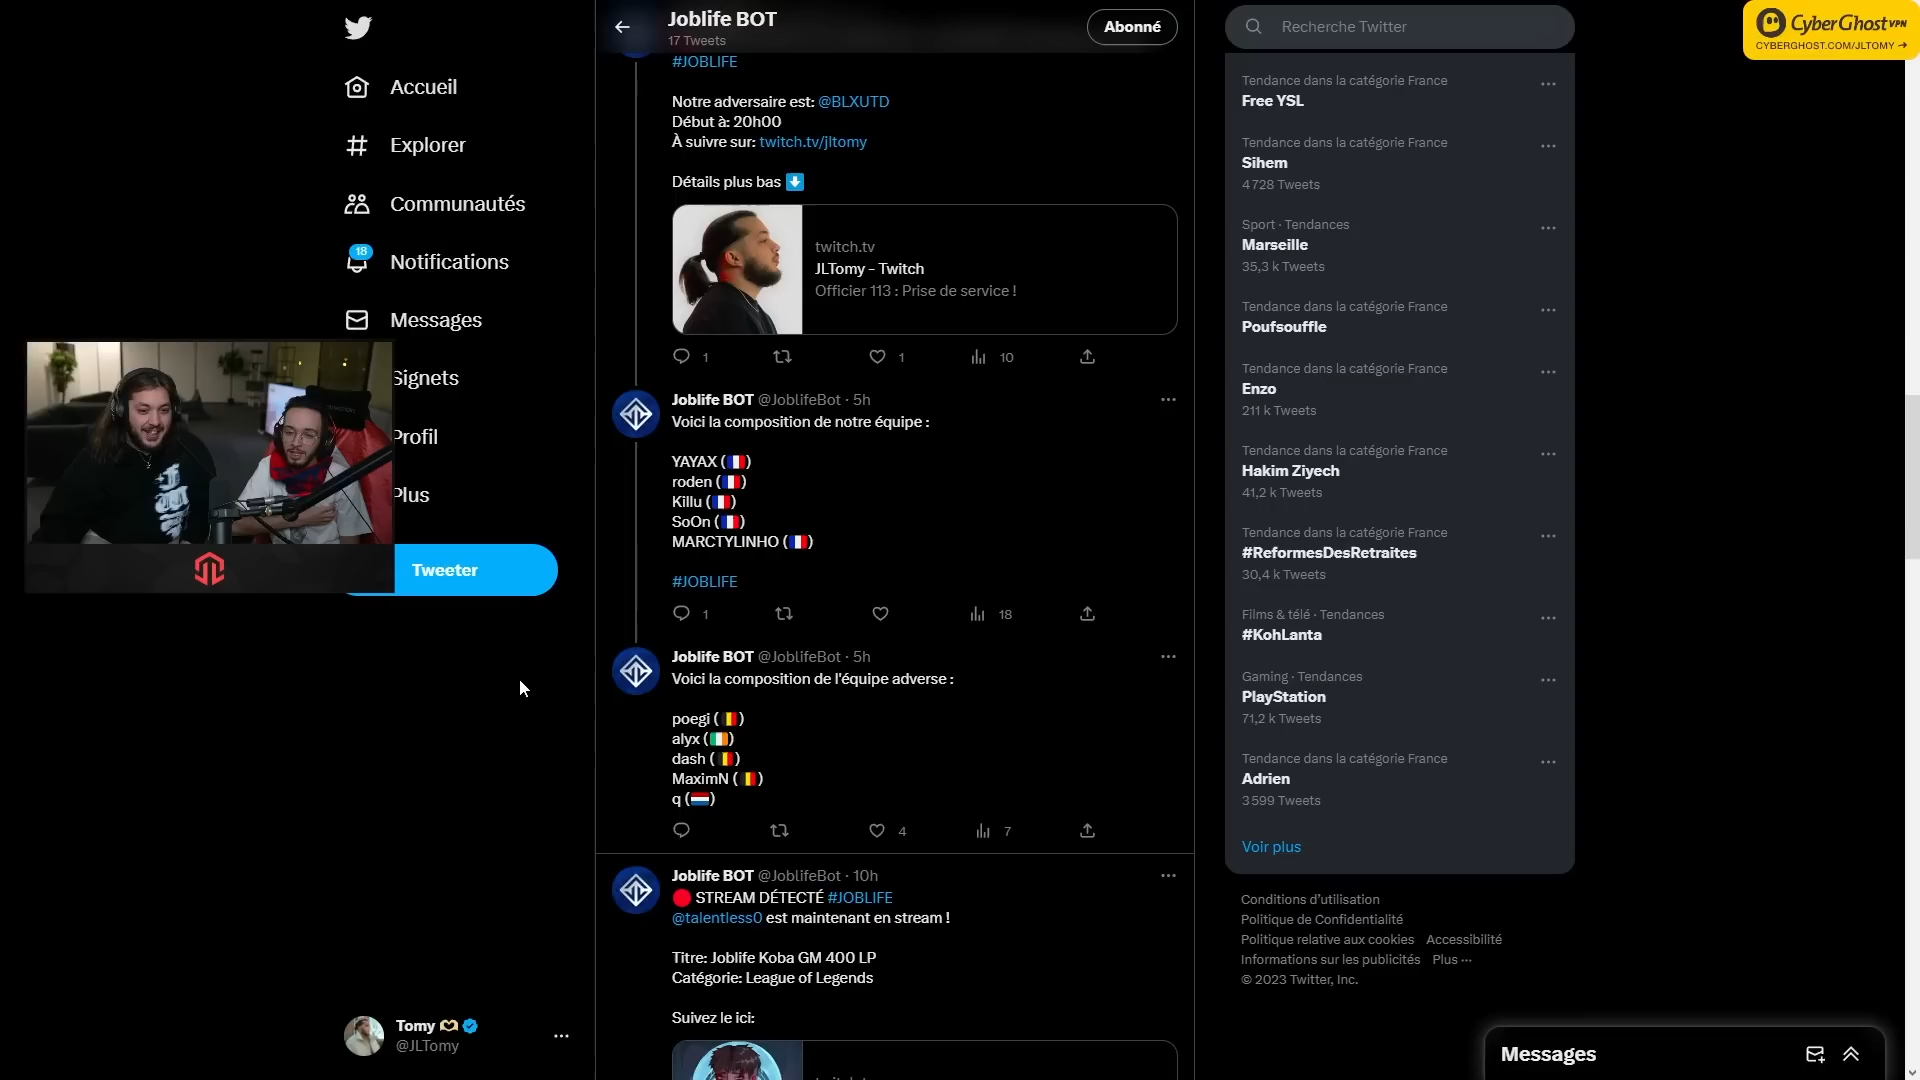 Accueil
Explorer
Communautés
18
Notifications
Messages
Signets
Profil
Plus
Tweeter
Tomy
@JLTomy
Joblife BOT
17 Tweets
Abonné
#JOBLIFE
Notre adversaire est: @BLXUTD
Début à: 20h00
À suivre sur: twitch.tv/jltomy
Détails plus bas
twitch.tv
JLTomy - Twitch
Officier 113 : Prise de service !
1 1 10
Joblife BOT @JoblifeBot · 5h
Voici la composition de notre équipe :
YAYAX ( )
roden ( )
Killu ( )
SoOn ( )
MARCTYLINHO ( )
#JOBLIFE
1 18
Joblife BOT @JoblifeBot · 5h
Voici la composition de l'équipe adverse :
poegi ( )
alyx ( )
dash ( )
MaximN ( )
q ( )
4 7
Joblife BOT @JoblifeBot · 10h
STREAM DÉTECTÉ #JOBLIFE
@talentless0 est maintenant en stream !
Titre: Joblife Koba GM 400 LP
Catégorie: League of Legends
Suivez le ici:
Recherche Twitter
Tendance dans la catégorie France
Free YSL
Tendance dans la catégorie France
Sihem
4 728 Tweets
Sport · Tendances
Marseille
35,3 k Tweets
Tendance dans la catégorie France
Poufsouffle
Tendance dans la catégorie France
Enzo
211 k Tweets
Tendance dans la catégorie France
Hakim Ziyech
41,2 k Tweets
Tendance dans la catégorie France
#ReformesDesRetraites
30,4 k Tweets
Films & télé · Tendances
#KohLanta
Gaming · Tendances
PlayStation
71,2 k Tweets
Tendance dans la catégorie France
Adrien
3 599 Tweets
Voir plus
Conditions d'utilisation
Politique de Confidentialité
Politique relative aux cookies Accessibilité
Informations sur les publicités Plus ···
© 2023 Twitter, Inc.
Messages
CyberGhost VPN
CYBERGHOST.COM/JLTOMY →